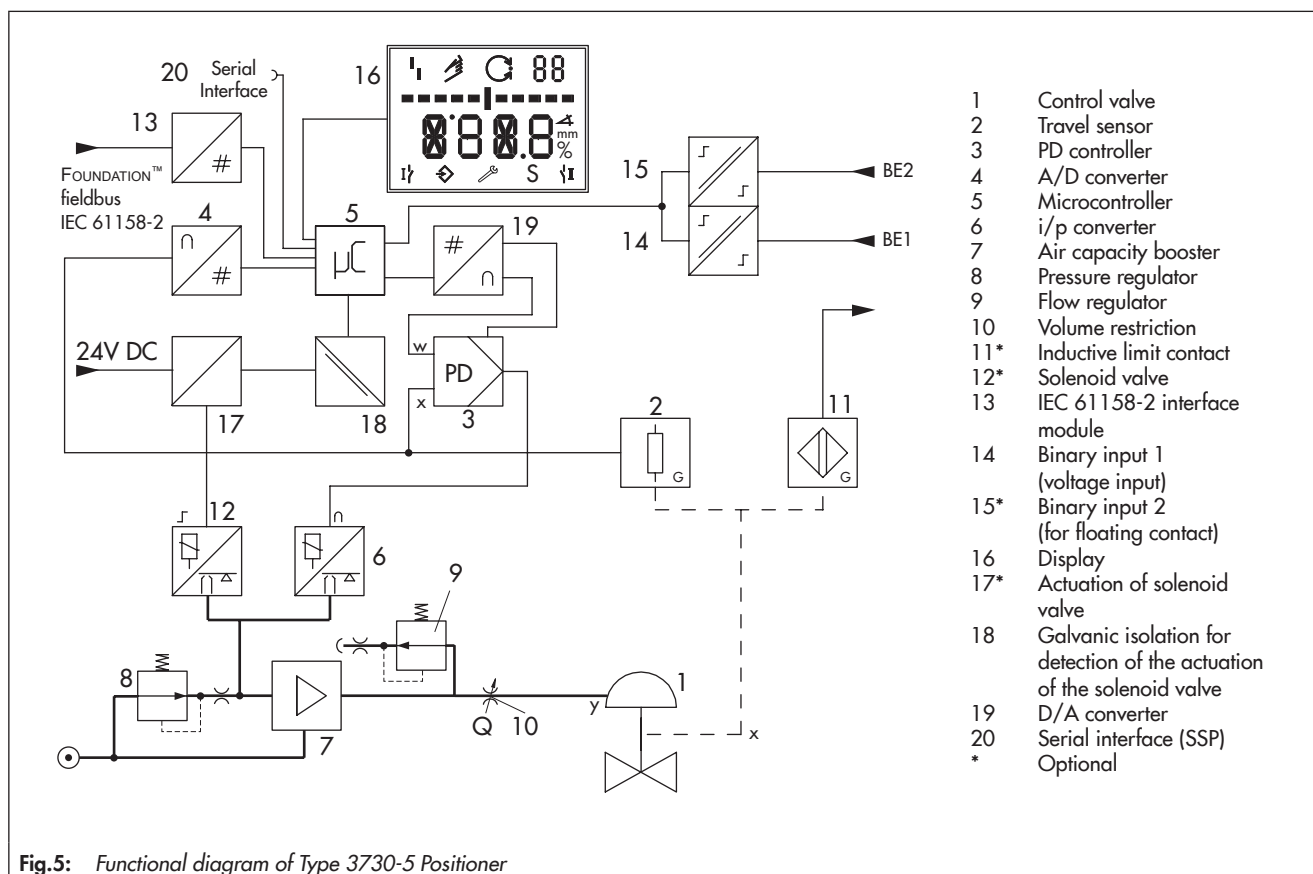 20 Serial
Interface
16
88
8.8.8.8
mm
%
S
13
FOUNDATION™
fieldbus
IEC 61158-2
#
4
#
5
µC
19
#
15
BE2
14
BE1
24V DC
17
18
w
PD
x
3
2
G
11
G
12
6
9
8
7
Q
10
y
1
x
1 Control valve
2 Travel sensor
3 PD controller
4 A/D converter
5 Microcontroller
6 i/p converter
7 Air capacity booster
8 Pressure regulator
9 Flow regulator
10 Volume restriction
11* Inductive limit contact
12* Solenoid valve
13 IEC 61158-2 interface
module
14 Binary input 1
(voltage input)
15* Binary input 2
(for floating contact)
16 Display
17* Actuation of solenoid
valve
18 Galvanic isolation for
detection of the actuation
of the solenoid valve
19 D/A converter
20 Serial interface (SSP)
* Optional
Fig.5: Functional diagram of Type 3730-5 Positioner